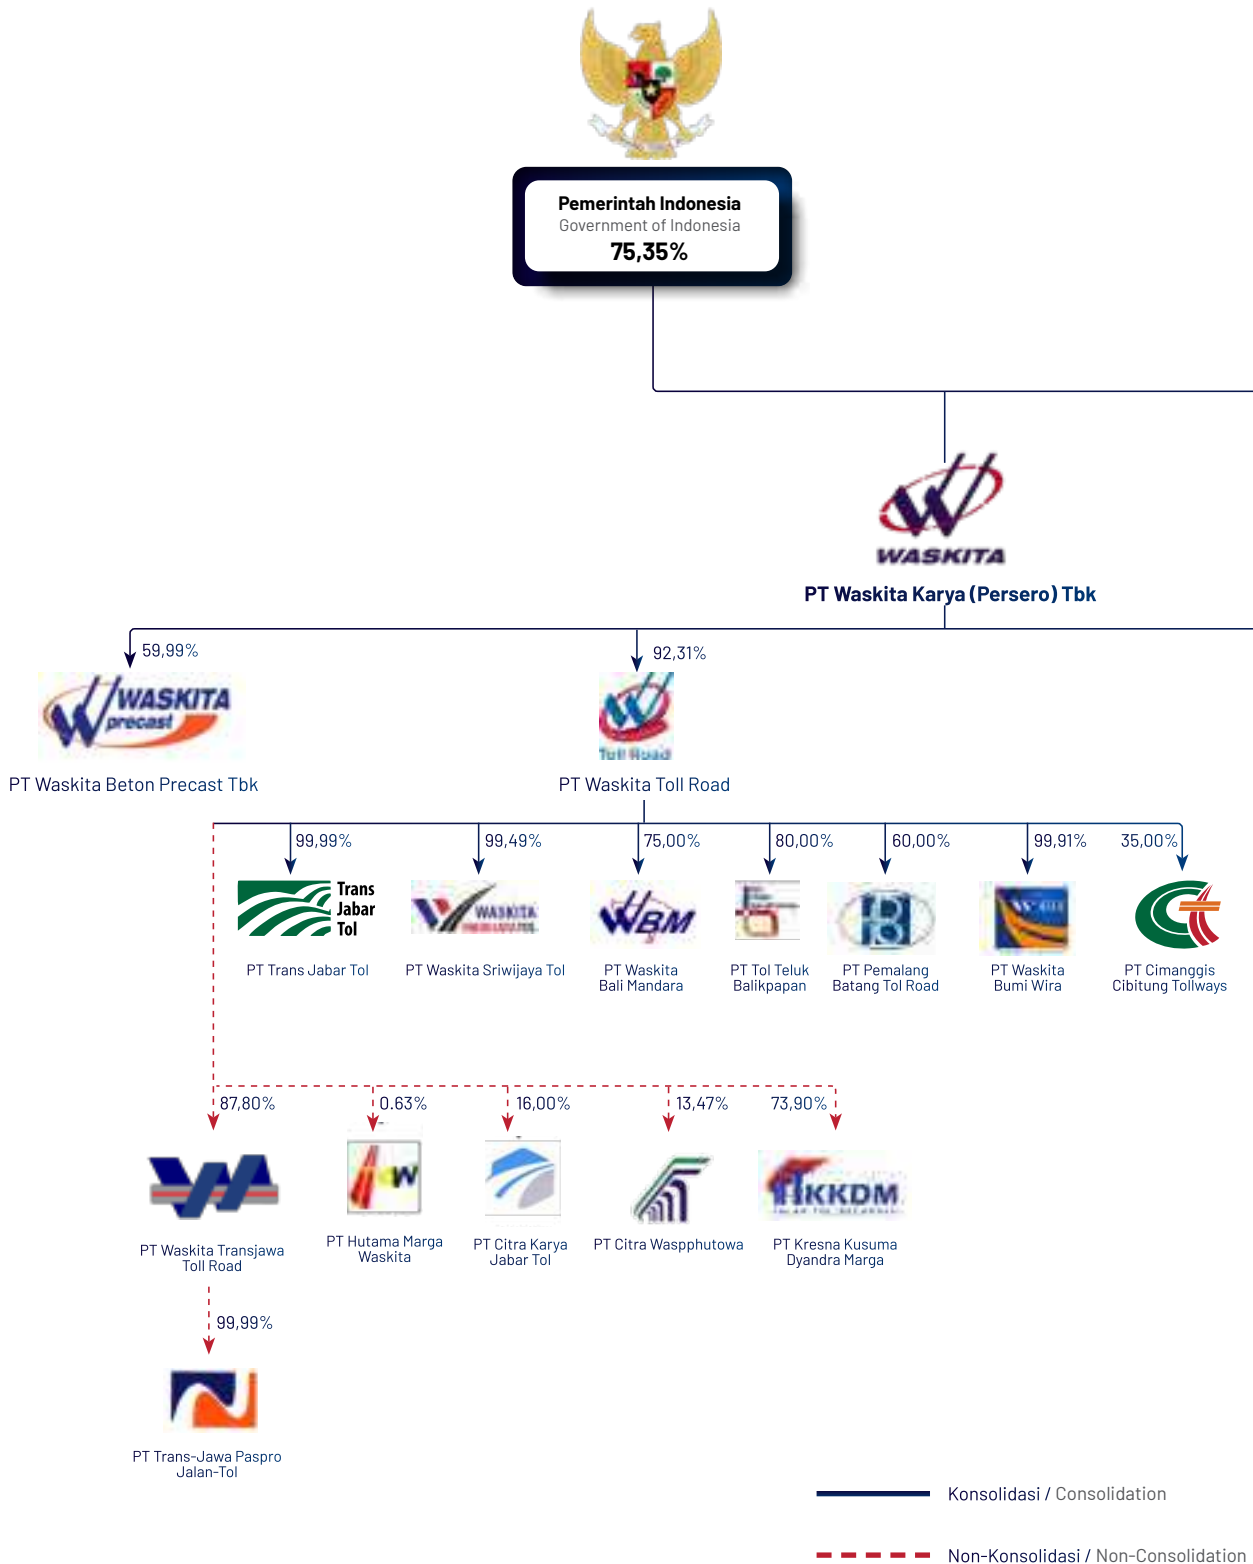 Pemerintah Indonesia
Government of Indonesia
75,35%
WASKITA
PT Waskita Karya (Persero) Tbk
59,99%
92,31%
WASKITA
precast
Toll Road
PT Waskita Beton Precast Tbk
PT Waskita Toll Road
99,99%
99,49%
75,00%
80,00%
60,00%
99,91%
35,00%
Trans
Jabar
Tol
WASKITA
WBM
PT Trans Jabar Tol
PT Waskita Sriwijaya Tol
PT Waskita
Bali Mandara
PT Tol Teluk
Balikpapan
PT Pemalang
Batang Tol Road
PT Waskita
Bumi Wira
PT Cimanggis
Cibitung Tollways
87,80%
0.63%
16,00%
13,47%
73,90%
KKDM
PT Waskita Transjawa
Toll Road
PT Hutama Marga
Waskita
PT Citra Karya
Jabar Tol
PT Citra Waspphutowa
PT Kresna Kusuma
Dyandra Marga
99,99%
PT Trans-Jawa Paspro
Jalan-Tol
Konsolidasi / Consolidation
Non-Konsolidasi / Non-Consolidation